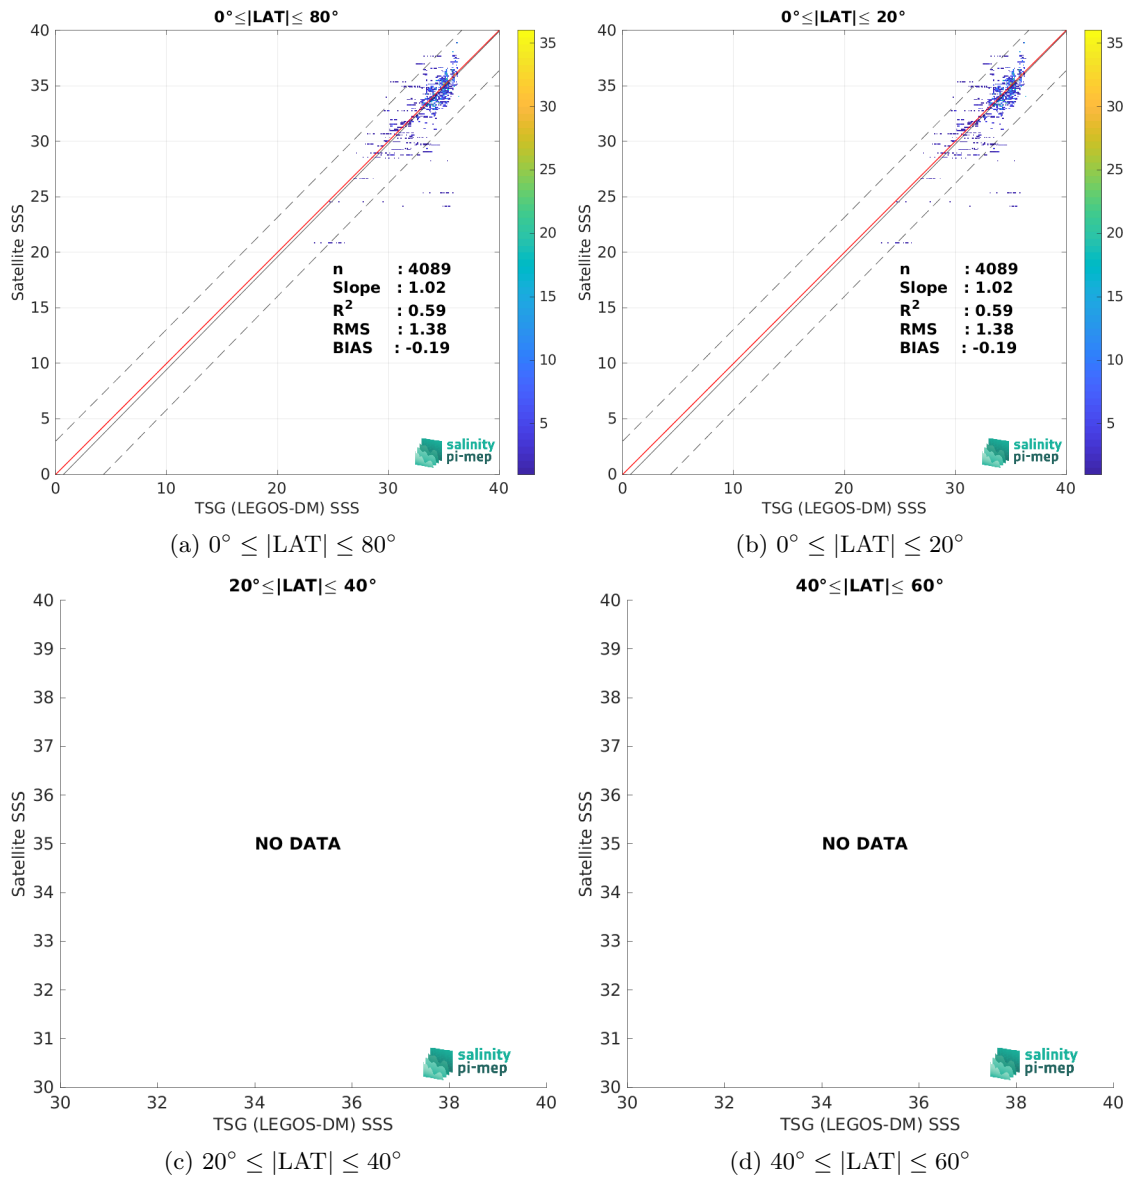 0°≤|LAT|≤ 80°
40
35
30
25
20
15
10
5
0
0
10
20
30
40
35
30
25
20
15
10
5
Satellite SSS
TSG (LEGOS-DM) SSS
n : 4089
Slope : 1.02
R² : 0.59
RMS : 1.38
BIAS : -0.19
salinity
pi-mep
(a) 0° ≤ |LAT| ≤ 80°
0°≤|LAT|≤ 20°
40
35
30
25
20
15
10
5
0
0
10
20
30
40
35
30
25
20
15
10
5
Satellite SSS
TSG (LEGOS-DM) SSS
n : 4089
Slope : 1.02
R² : 0.59
RMS : 1.38
BIAS : -0.19
salinity
pi-mep
(b) 0° ≤ |LAT| ≤ 20°
20°≤|LAT|≤ 40°
40
39
38
37
36
35
34
33
32
31
30
30
32
34
36
38
40
Satellite SSS
TSG (LEGOS-DM) SSS
NO DATA
salinity
pi-mep
(c) 20° ≤ |LAT| ≤ 40°
40°≤|LAT|≤ 60°
40
39
38
37
36
35
34
33
32
31
30
30
32
34
36
38
40
Satellite SSS
TSG (LEGOS-DM) SSS
NO DATA
salinity
pi-mep
(d) 40° ≤ |LAT| ≤ 60°